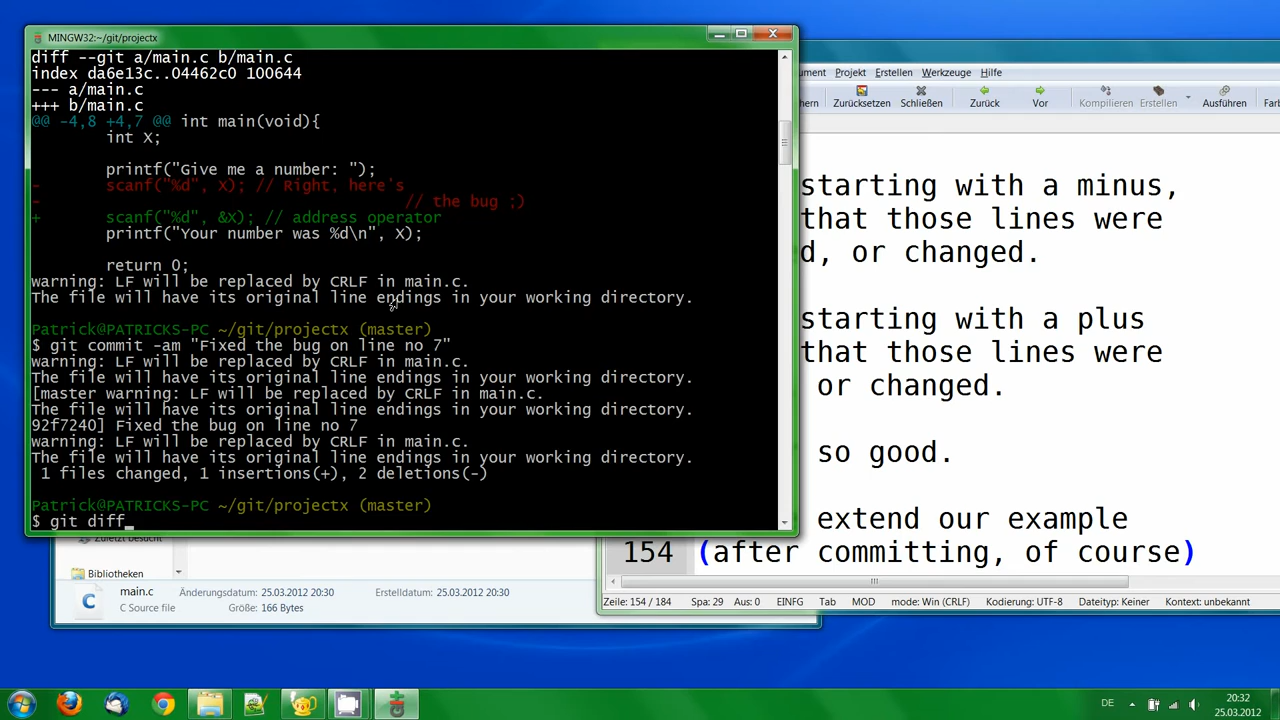 MINGW32:~/git/projectx
diff --git a/main.c b/main.c
index da6e13c..04462c0 100644
--- a/main.c
+++ b/main.c
@@ -4,8 +4,7 @@ int main(void){
int X;
printf("Give me a number: ");
- scanf("%d", X); // Right, here's
- // the bug ;)
+ scanf("%d", &X); // address operator
printf("Your number was %d\n", X);
return 0;
warning: LF will be replaced by CRLF in main.c.
The file will have its original line endings in your working directory.
Patrick@PATRICKS-PC ~/git/projectx (master)
$ git commit -am "Fixed the bug on line no 7"
warning: LF will be replaced by CRLF in main.c.
The file will have its original line endings in your working directory.
[master warning: LF will be replaced by CRLF in main.c.
The file will have its original line endings in your working directory.
92f7240] Fixed the bug on line no 7
warning: LF will be replaced by CRLF in main.c.
The file will have its original line endings in your working directory.
1 files changed, 1 insertions(+), 2 deletions(-)
Patrick@PATRICKS-PC ~/git/projectx (master)
$ git diff
ument Projekt Erstellen Werkzeuge Hilfe
hern Zurücksetzen Schließen Zurück Vor Kompilieren Erstellen Ausführen Far
starting with a minus,
that those lines were
d, or changed.
starting with a plus
that those lines were
or changed.
so good.
extend our example
154 (after committing, of course)
Zeile: 154 / 184 Spa: 29 Aus: 0 EINFG Tab MOD mode: Win (CRLF) Kodierung: UTF-8 Dateityp: Keiner Kontext: unbekannt
Zuletzt besucht
Bibliotheken
main.c Änderungsdatum: 25.03.2012 20:30 Erstelldatum: 25.03.2012 20:30
C Source file Größe: 166 Bytes
C
DE
20:32
25.03.2012